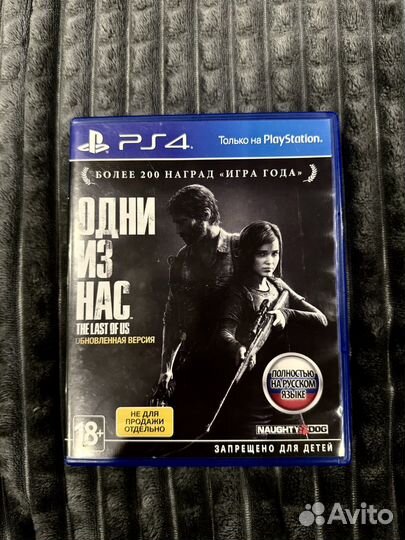 PS4
Только на PlayStation.
БОЛЕЕ 200 НАГРАД «ИГРА ГОДА»
ОДНИ
ИЗ
НАС
THE LAST OF US
ОБНОВЛЕННАЯ ВЕРСИЯ
ПОЛНОСТЬЮ
НА РУССКОМ
ЯЗЫКЕ
НЕ ДЛЯ
ПРОДАЖИ
ОТДЕЛЬНО
18+
NAUGHTY DOG
ЗАПРЕЩЕНО ДЛЯ ДЕТЕЙ
Avito